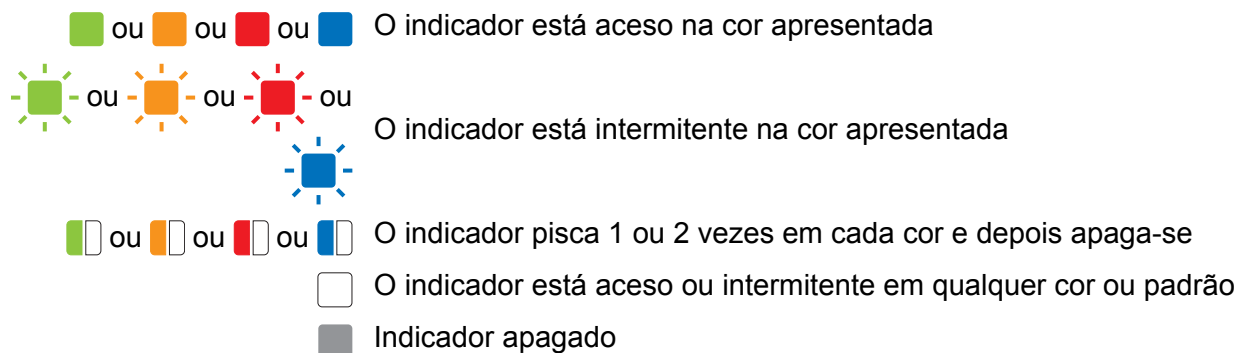 ou ou ou O indicador está aceso na cor apresentada
ou ou ou
O indicador está intermitente na cor apresentada
ou ou ou O indicador pisca 1 ou 2 vezes em cada cor e depois apaga-se
O indicador está aceso ou intermitente em qualquer cor ou padrão
Indicador apagado